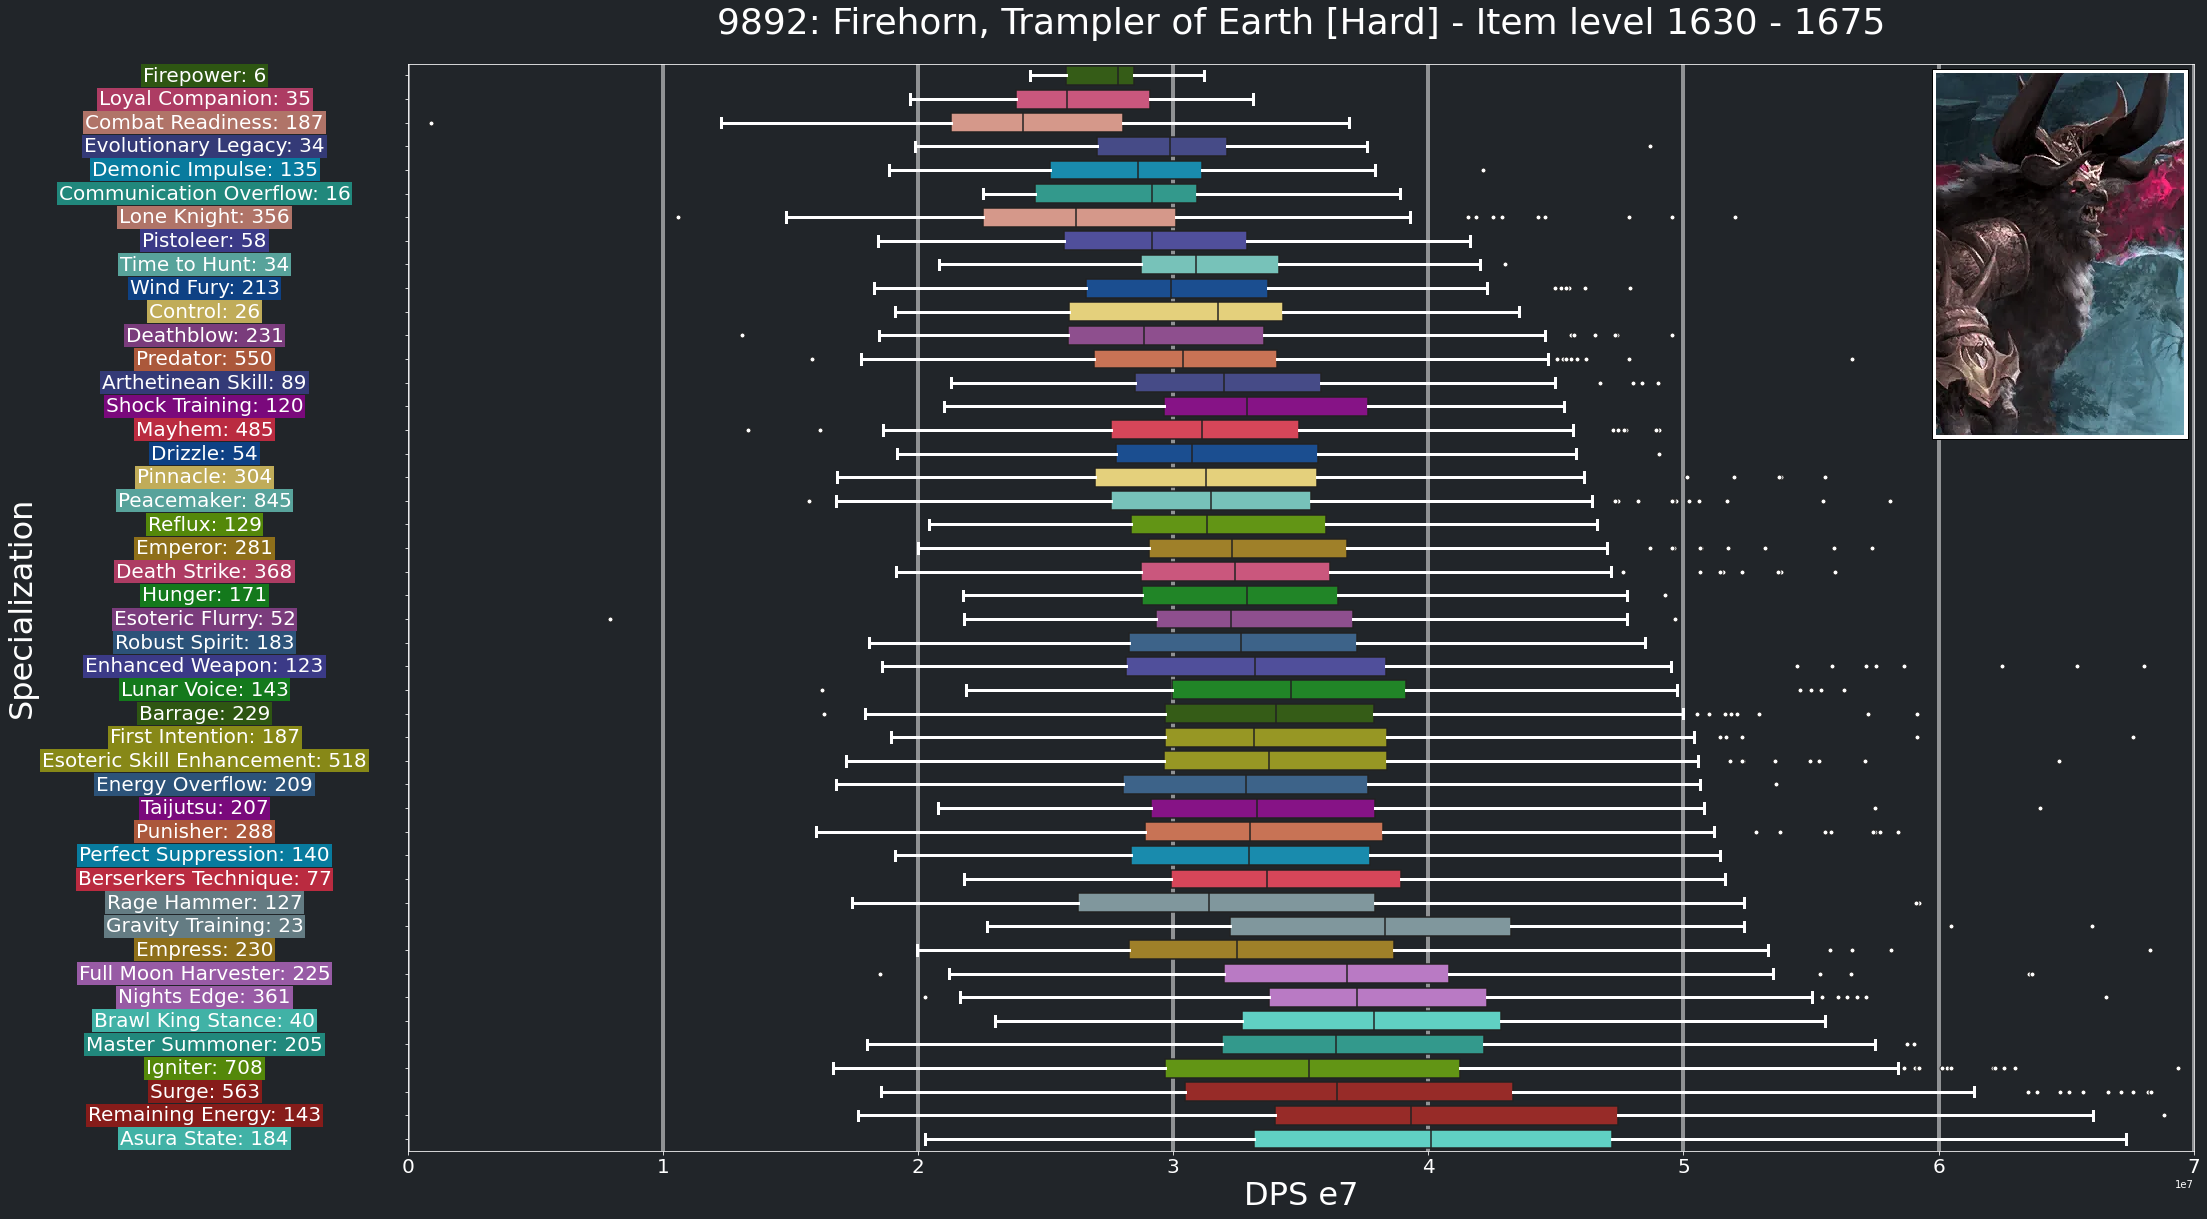 9892: Firehorn, Trampler of Earth [Hard] - Item level 1630 - 1675
Specialization
Firepower: 6
Loyal Companion: 35
Combat Readiness: 187
Evolutionary Legacy: 34
Demonic Impulse: 135
Communication Overflow: 16
Lone Knight: 356
Pistoleer: 58
Time to Hunt: 34
Wind Fury: 213
Control: 26
Deathblow: 231
Predator: 550
Arthetinean Skill: 89
Shock Training: 120
Mayhem: 485
Drizzle: 54
Pinnacle: 304
Peacemaker: 845
Reflux: 129
Emperor: 281
Death Strike: 368
Hunger: 171
Esoteric Flurry: 52
Robust Spirit: 183
Enhanced Weapon: 123
Lunar Voice: 143
Barrage: 229
First Intention: 187
Esoteric Skill Enhancement: 518
Energy Overflow: 209
Taijutsu: 207
Punisher: 288
Perfect Suppression: 140
Berserkers Technique: 77
Rage Hammer: 127
Gravity Training: 23
Empress: 230
Full Moon Harvester: 225
Nights Edge: 361
Brawl King Stance: 40
Master Summoner: 205
Igniter: 708
Surge: 563
Remaining Energy: 143
Asura State: 184
0 1 2 3 4 5 6 7
1e7
DPS e7